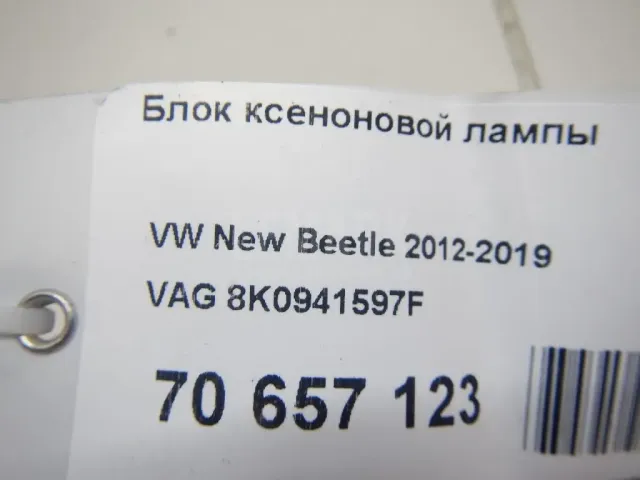 Блок ксеноновой лампы
VW New Beetle 2012-2019
VAG 8K0941597F
70 657 123